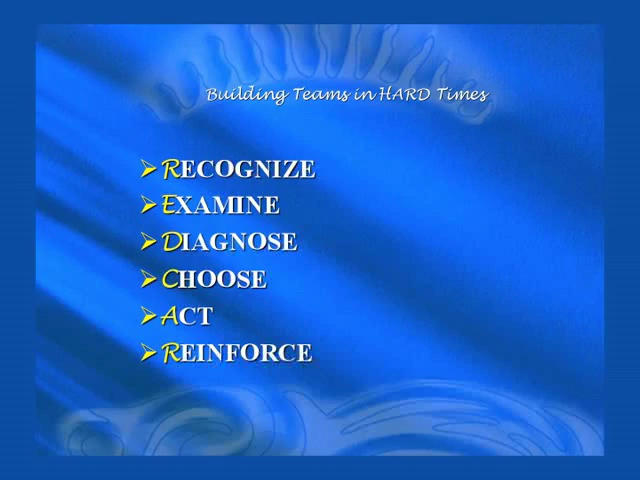 Building Teams in HARD Times
RECOGNIZE
EXAMINE
DIAGNOSE
CHOOSE
ACT
REINFORCE